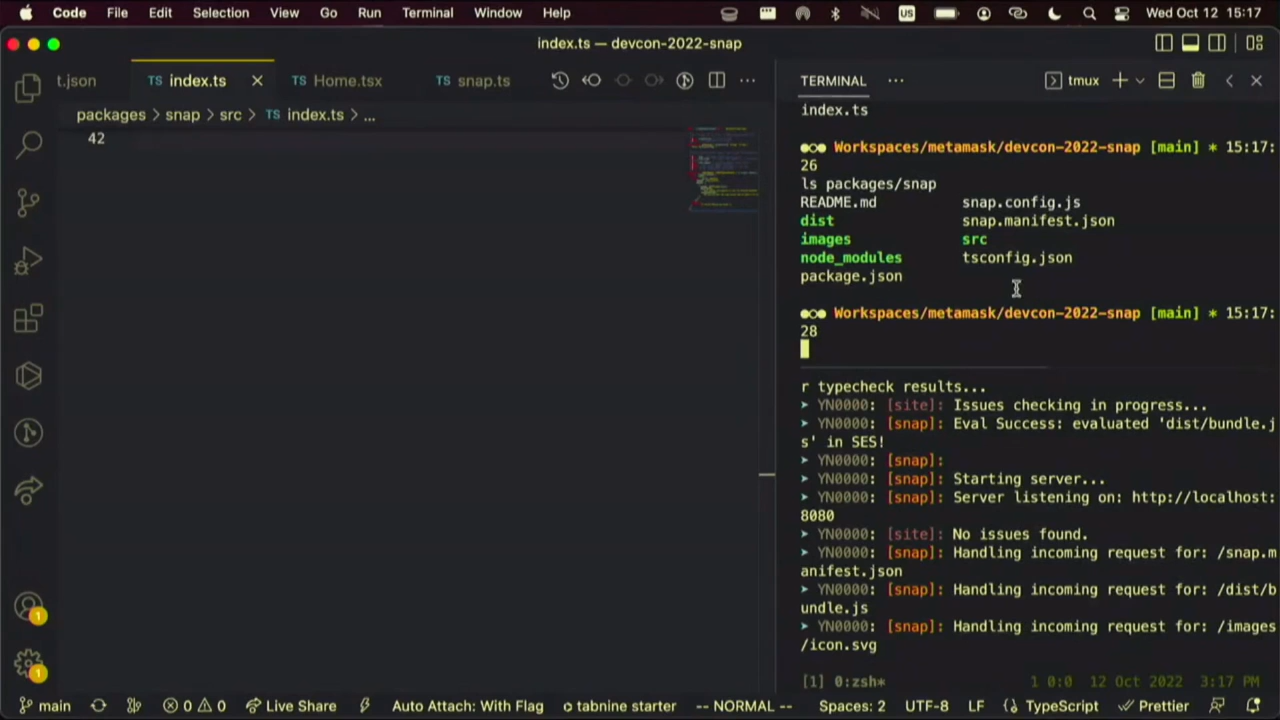 Code File Edit Selection View Go Run Terminal Window Help US Wed Oct 12 15:17
index.ts — devcon-2022-snap
t.json TS index.ts TS Home.tsx TS snap.ts
packages > snap > src > TS index.ts > ...
42
TERMINAL tmux
index.ts
Workspaces/metamask/devcon-2022-snap [main] * 15:17:
26
ls packages/snap
README.md snap.config.js
dist snap.manifest.json
images src
node_modules tsconfig.json
package.json
Workspaces/metamask/devcon-2022-snap [main] * 15:17:
28
r typecheck results...
➤ YN0000: [site]: Issues checking in progress...
➤ YN0000: [snap]: Eval Success: evaluated 'dist/bundle.j
s' in SES!
➤ YN0000: [snap]:
➤ YN0000: [snap]: Starting server...
➤ YN0000: [snap]: Server listening on: http://localhost:
8080
➤ YN0000: [site]: No issues found.
➤ YN0000: [snap]: Handling incoming request for: /snap.m
anifest.json
➤ YN0000: [snap]: Handling incoming request for: /dist/b
undle.js
➤ YN0000: [snap]: Handling incoming request for: /images
/icon.svg
[1] 0:zsh* 1 0:0 12 Oct 2022 3:17 PM
1
1
main 0 0 Live Share Auto Attach: With Flag tabnine starter -- NORMAL -- Spaces: 2 UTF-8 LF {} TypeScript Prettier